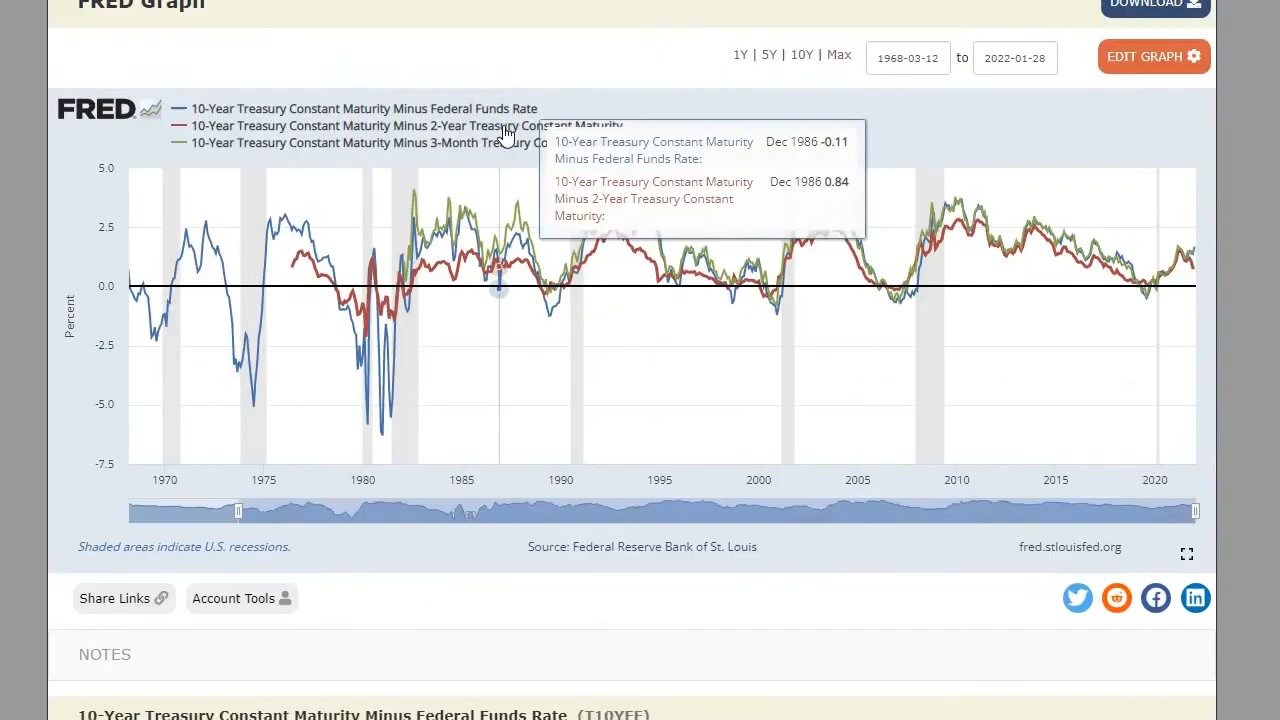 FRED Graph
DOWNLOAD
1Y | 5Y | 10Y | Max
1968-03-12 to 2022-01-28
EDIT GRAPH
FRED
10-Year Treasury Constant Maturity Minus Federal Funds Rate
10-Year Treasury Constant Maturity Minus 2-Year Treasury Constant Maturity
10-Year Treasury Constant Maturity Minus 3-Month Treasury Co
10-Year Treasury Constant Maturity Dec 1986 -0.11
Minus Federal Funds Rate:
10-Year Treasury Constant Maturity Dec 1986 0.84
Minus 2-Year Treasury Constant
Maturity:
Percent
5.0
2.5
0.0
-2.5
-5.0
-7.5
1970 1975 1980 1985 1990 1995 2000 2005 2010 2015 2020
Shaded areas indicate U.S. recessions.
Source: Federal Reserve Bank of St. Louis
fred.stlouisfed.org
Share Links
Account Tools
NOTES
10-Year Treasury Constant Maturity Minus Federal Funds Rate (T10YFF)